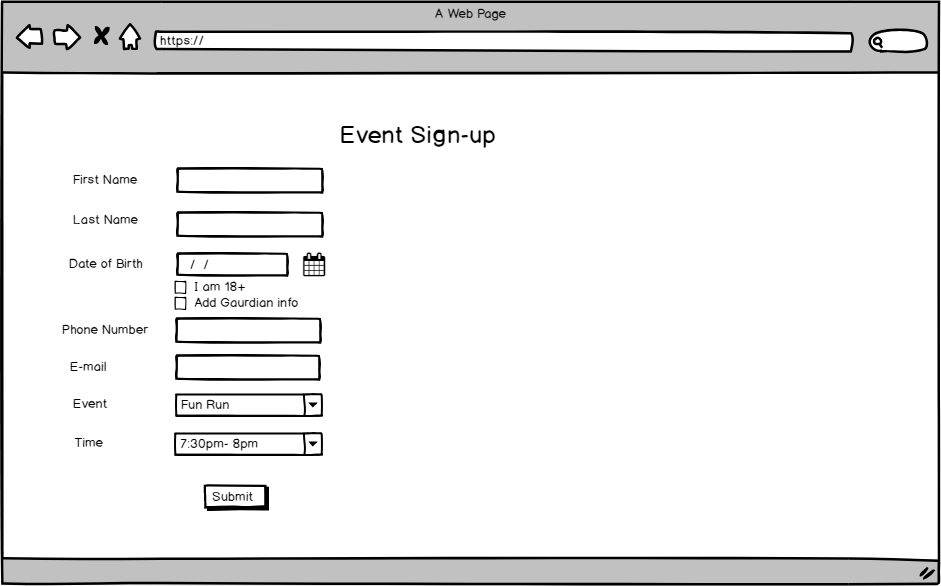 A Web Page
https://
Event Sign-up
First Name
Last Name
Date of Birth / /
I am 18+
Add Gaurdian info
Phone Number
E-mail
Event Fun Run
Time 7:30pm- 8pm
Submit